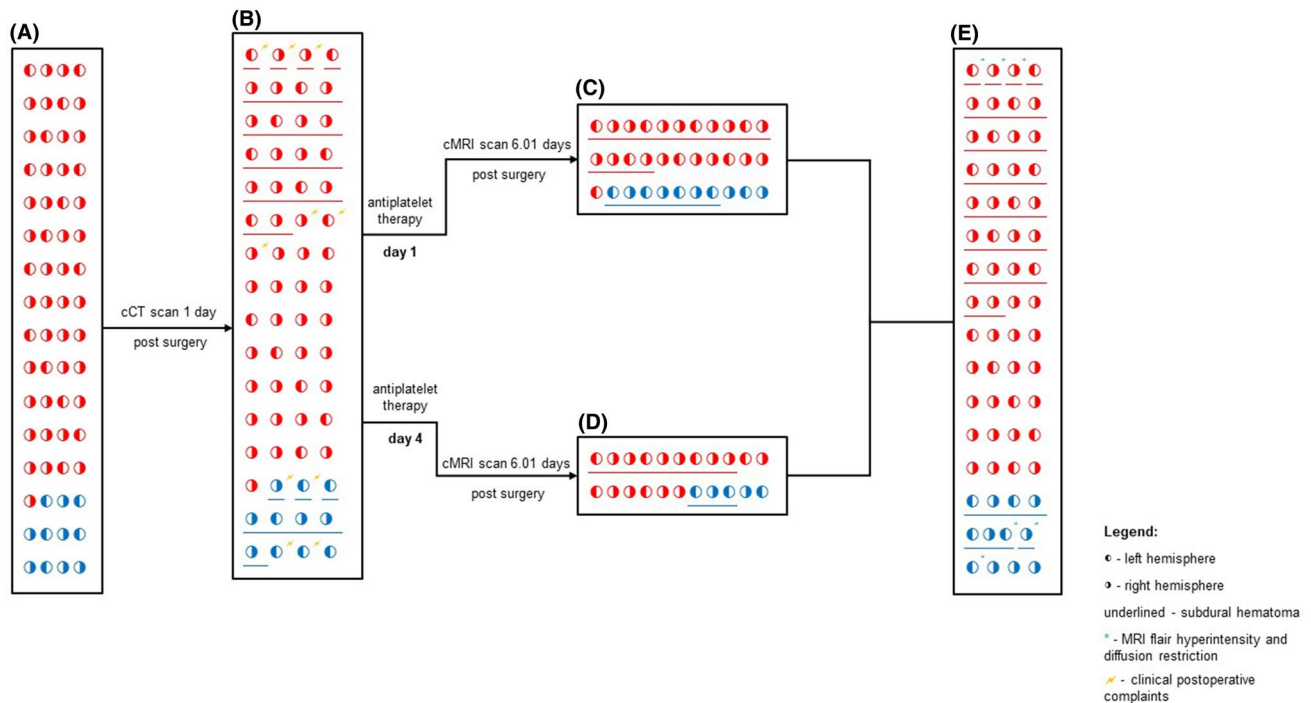 (A)
(B)
(C)
(D)
(E)
cCT scan 1 day
post surgery
antiplatelet
therapy
day 1
cMRI scan 6.01 days
post surgery
antiplatelet
therapy
day 4
cMRI scan 6.01 days
post surgery
Legend:
- left hemisphere
- right hemisphere
underlined - subdural hematoma
* - MRI flair hyperintensity and
diffusion restriction
- clinical postoperative
complaints